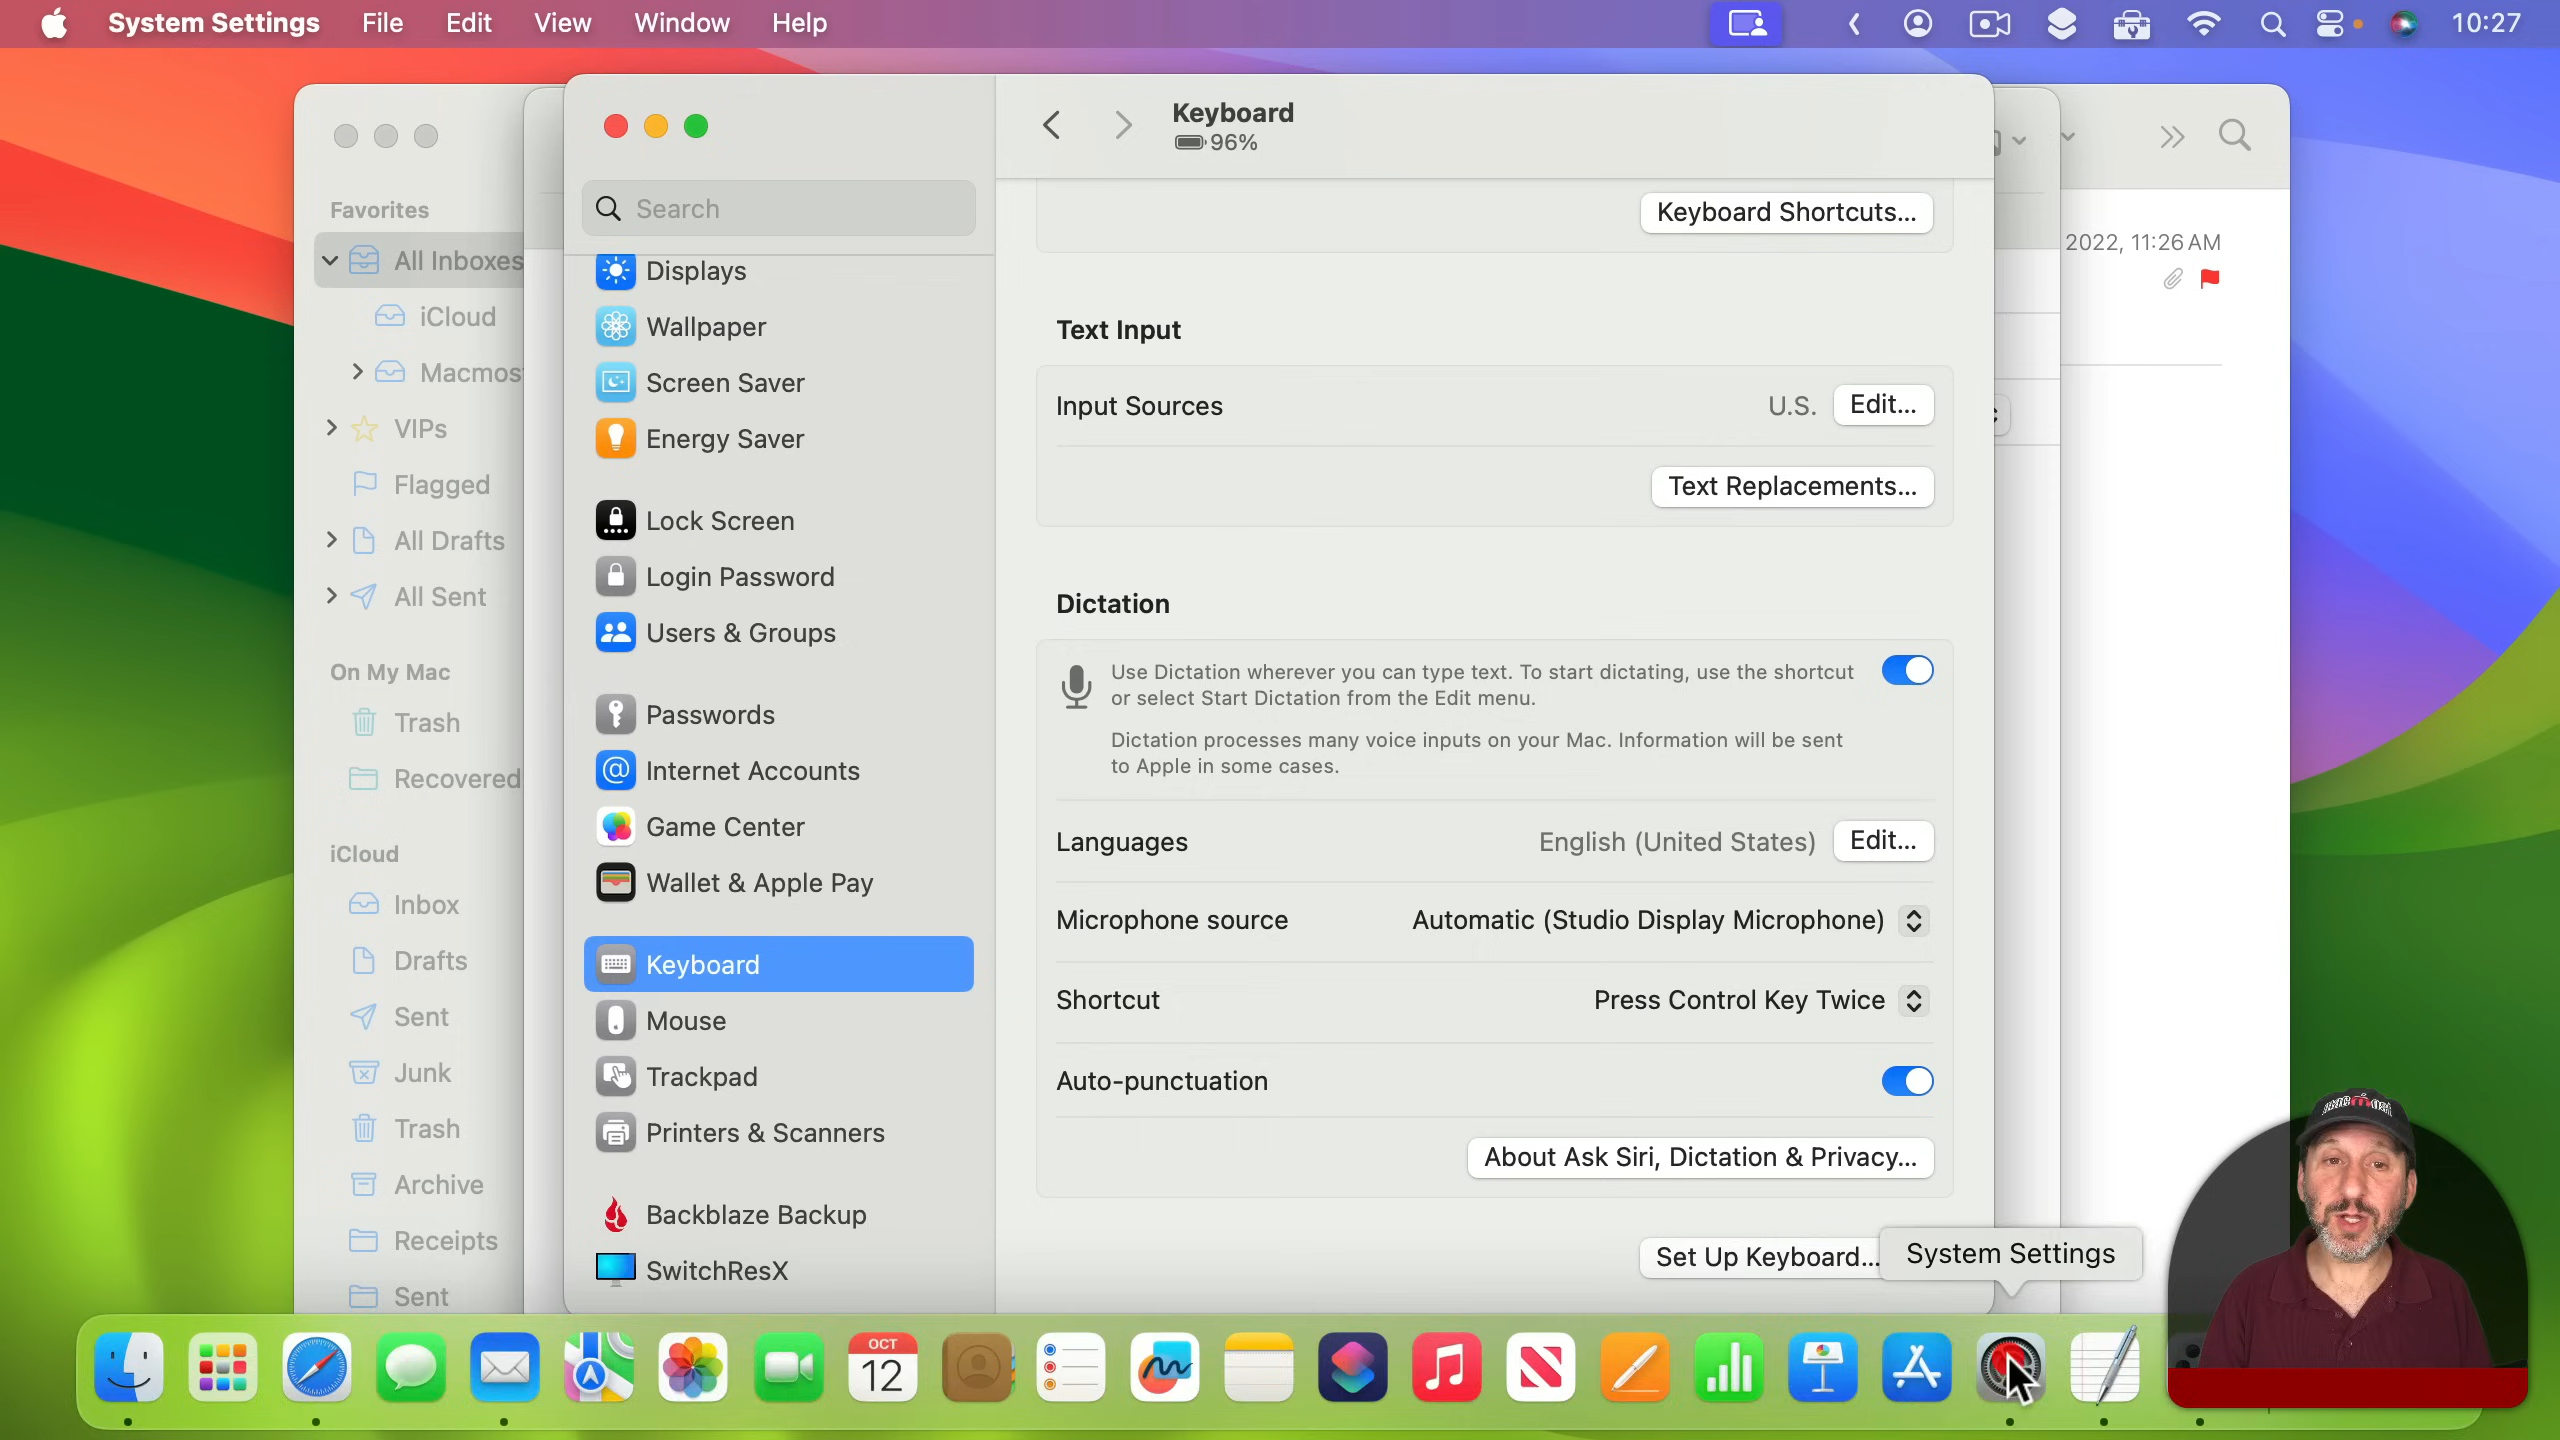 System Settings File Edit View Window Help 10:27
Keyboard
96%
Search
Displays
Wallpaper
Screen Saver
Energy Saver
Lock Screen
Login Password
Users & Groups
Passwords
Internet Accounts
Game Center
Wallet & Apple Pay
Keyboard
Mouse
Trackpad
Printers & Scanners
Backblaze Backup
SwitchResX
Keyboard Shortcuts...
Text Input
Input Sources U.S. Edit...
Text Replacements...
Dictation
Use Dictation wherever you can type text. To start dictating, use the shortcut
or select Start Dictation from the Edit menu.
Dictation processes many voice inputs on your Mac. Information will be sent
to Apple in some cases.
Languages English (United States) Edit...
Microphone source Automatic (Studio Display Microphone)
Shortcut Press Control Key Twice
Auto-punctuation
About Ask Siri, Dictation & Privacy...
Set Up Keyboard...
System Settings
Favorites
All Inboxes
iCloud
Macmos
VIPs
Flagged
All Drafts
All Sent
On My Mac
Trash
Recovered
iCloud
Inbox
Drafts
Sent
Junk
Trash
Archive
Receipts
Sent
2022, 11:26 AM
OCT
12